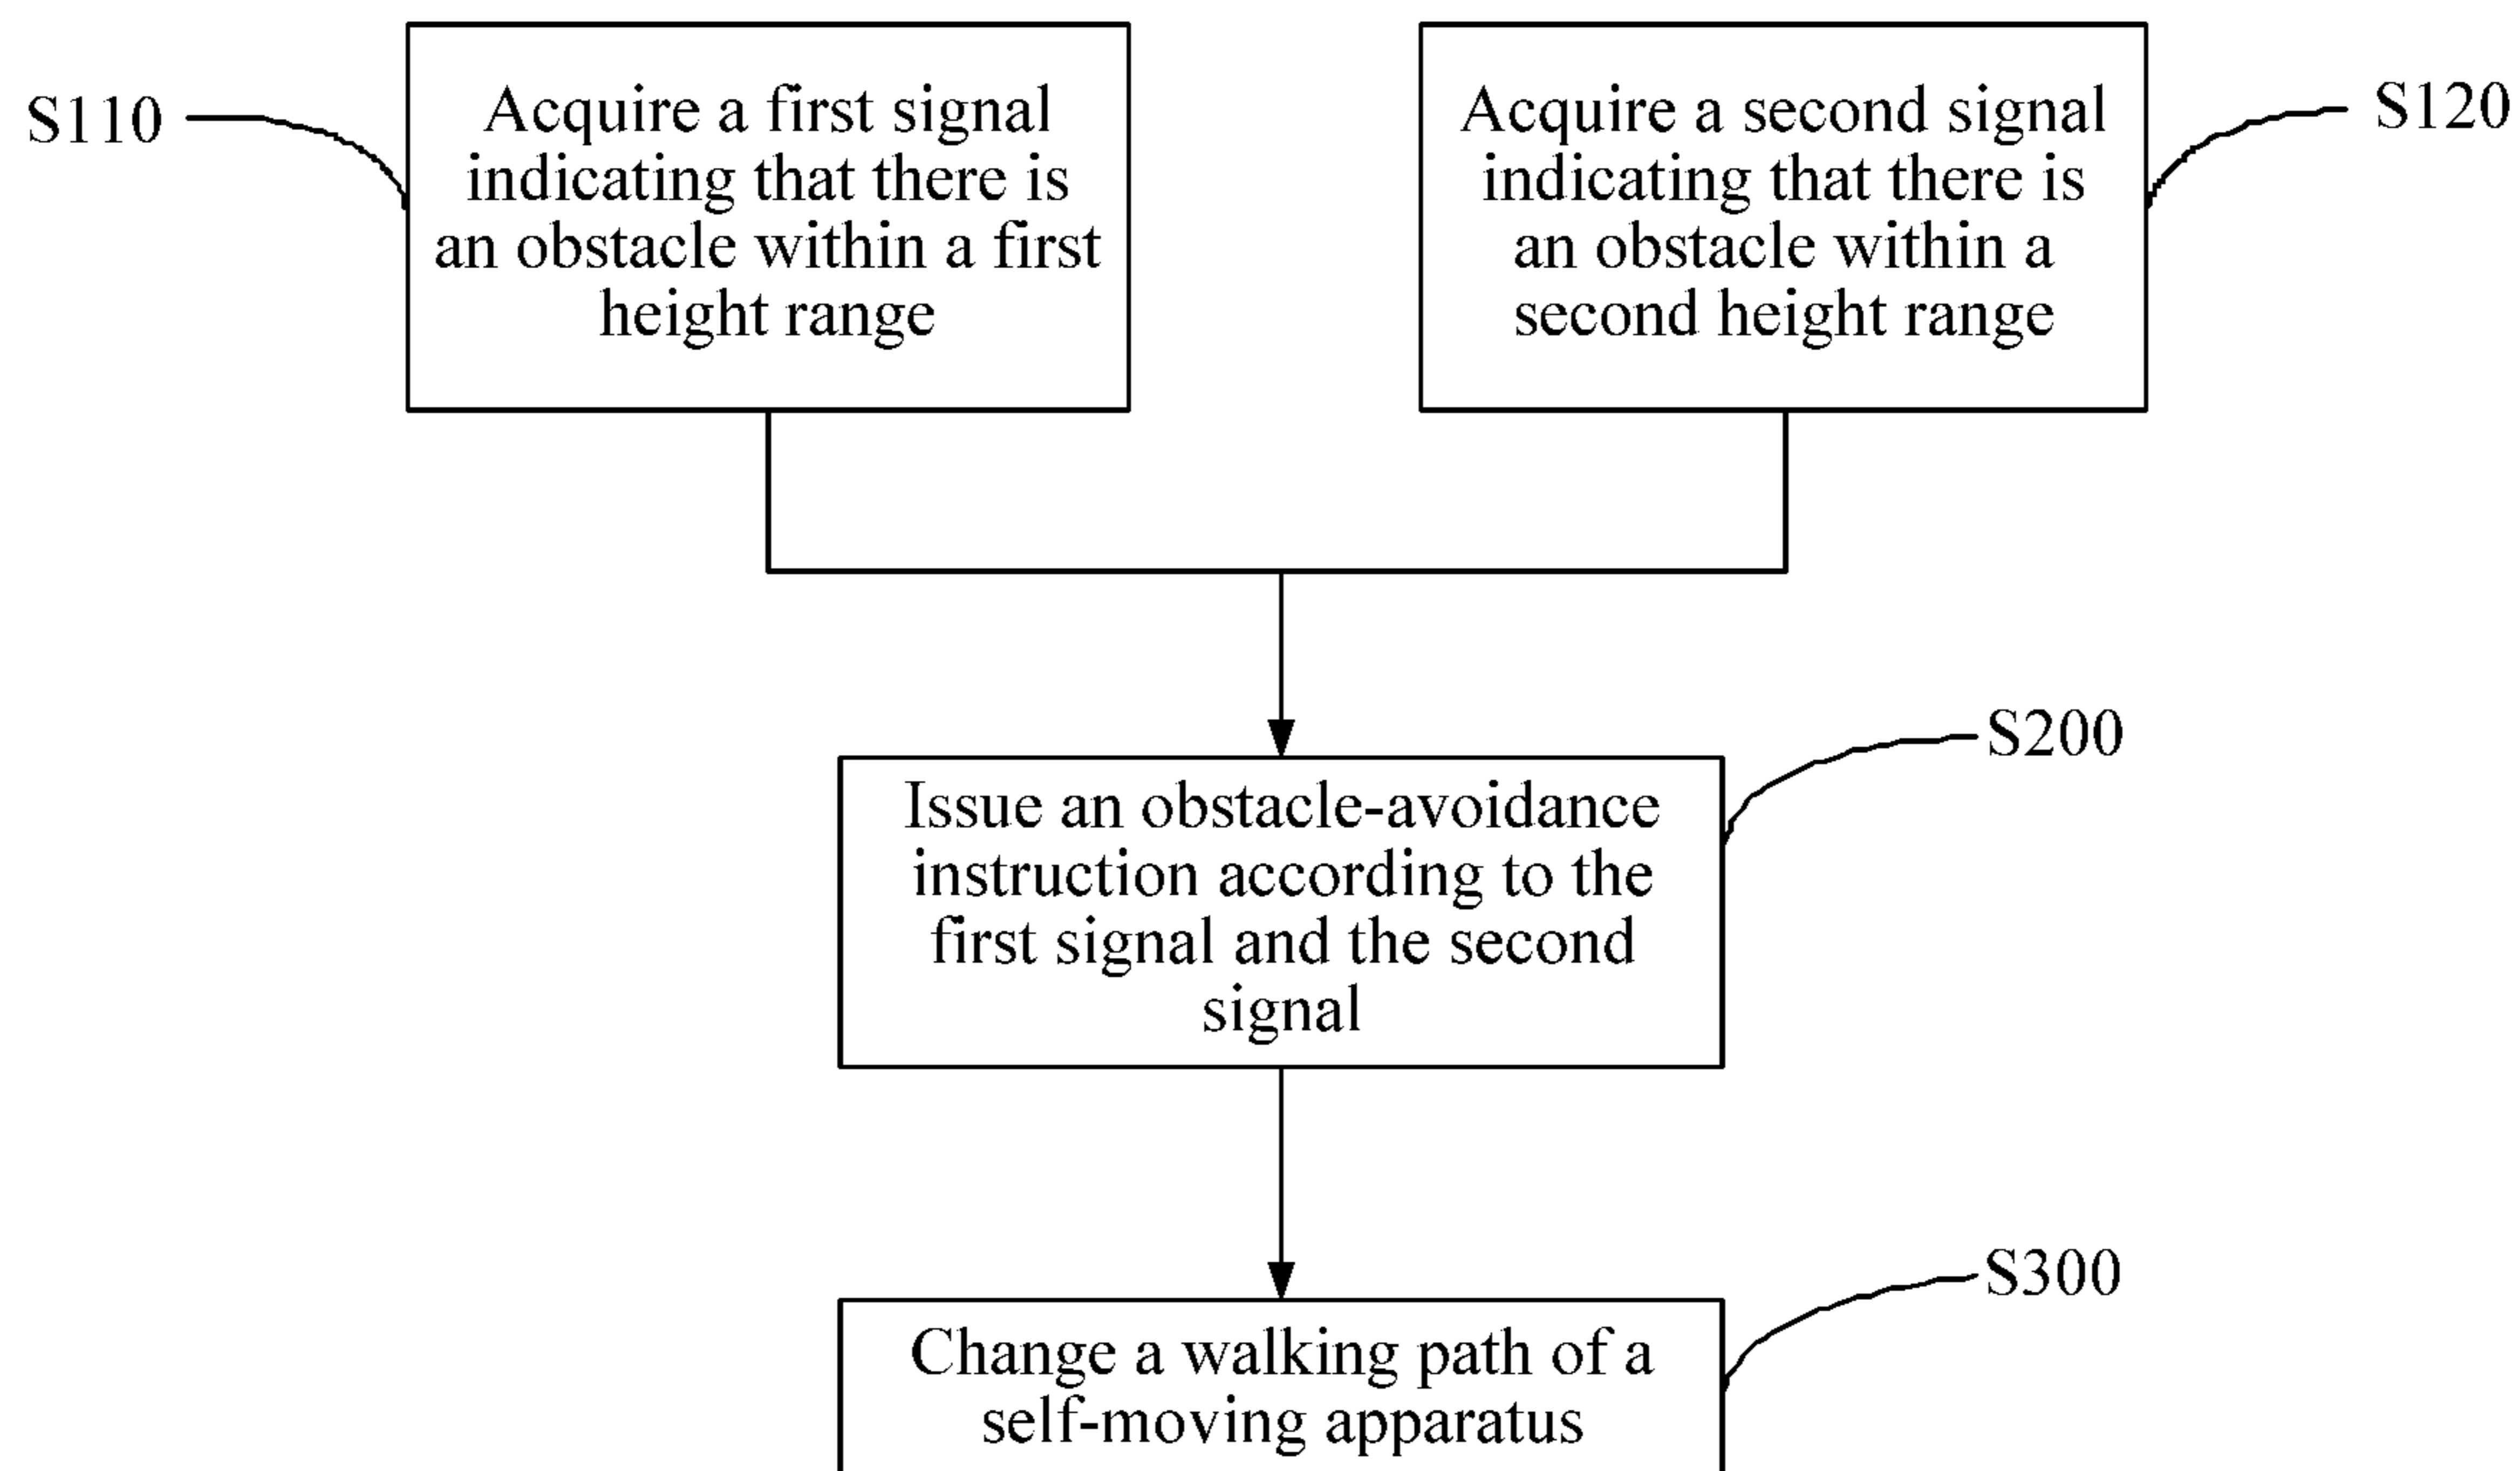 S110
Acquire a first signal
indicating that there is
an obstacle within a first
height range
Acquire a second signal
indicating that there is
an obstacle within a
second height range
S120
Issue an obstacle-avoidance
instruction according to the
first signal and the second
signal
S200
Change a walking path of a
self-moving apparatus
S300